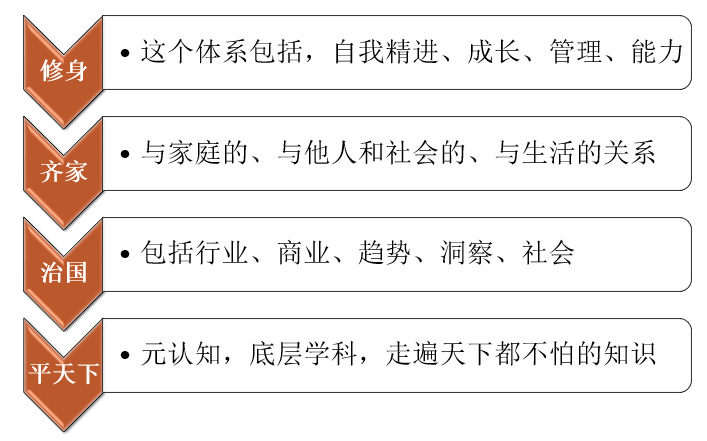 修身
• 这个体系包括，自我精进、成长、管理、能力
齐家
• 与家庭的、与他人和社会的、与生活的关系
治国
• 包括行业、商业、趋势、洞察、社会
平天下
• 元认知，底层学科，走遍天下都不怕的知识